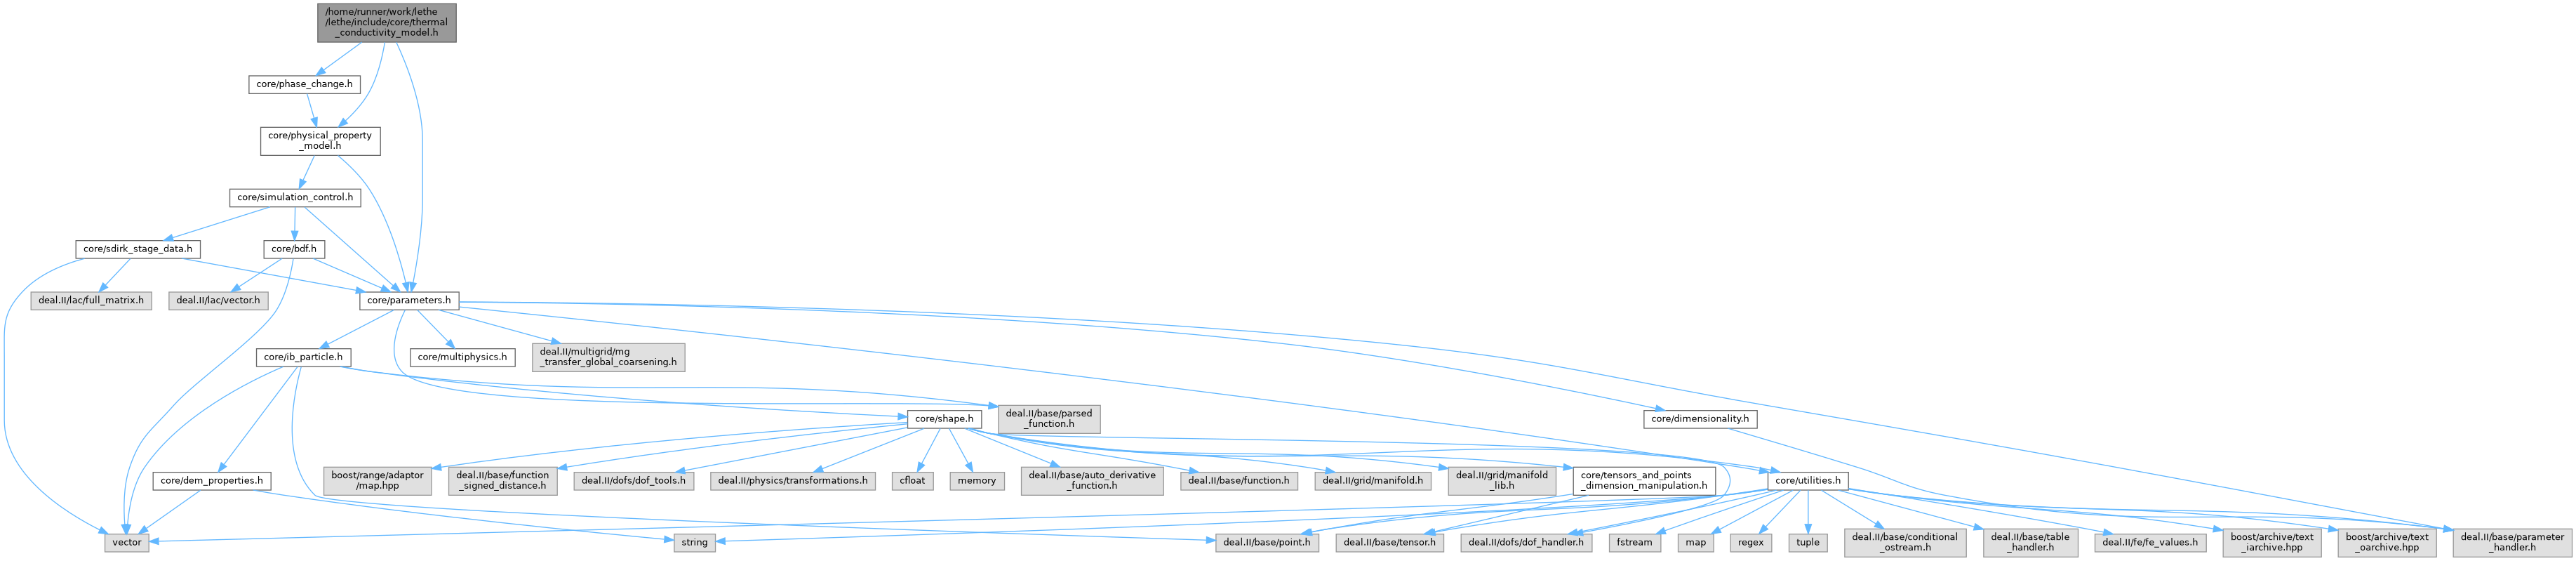 /home/runner/work/lethe
/lethe/include/core/thermal
_conductivity_model.h
core/phase_change.h
core/physical_property
_model.h
core/simulation_control.h
core/sdirk_stage_data.h
core/bdf.h
deal.II/lac/full_matrix.h
deal.II/lac/vector.h
core/parameters.h
core/ib_particle.h
core/multiphysics.h
deal.II/multigrid/mg
_transfer_global_coarsening.h
core/shape.h
deal.II/base/parsed
_function.h
core/dimensionality.h
core/dem_properties.h
boost/range/adaptor
/map.hpp
deal.II/base/function
_signed_distance.h
deal.II/dofs/dof_tools.h
deal.II/physics/transformations.h
cfloat
memory
deal.II/base/auto_derivative
_function.h
deal.II/base/function.h
deal.II/grid/manifold.h
deal.II/grid/manifold
_lib.h
core/tensors_and_points
_dimension_manipulation.h
core/utilities.h
vector
string
deal.II/base/point.h
deal.II/base/tensor.h
deal.II/dofs/dof_handler.h
fstream
map
regex
tuple
deal.II/base/conditional
_ostream.h
deal.II/base/table
_handler.h
deal.II/fe/fe_values.h
boost/archive/text
_iarchive.hpp
boost/archive/text
_oarchive.hpp
deal.II/base/parameter
_handler.h